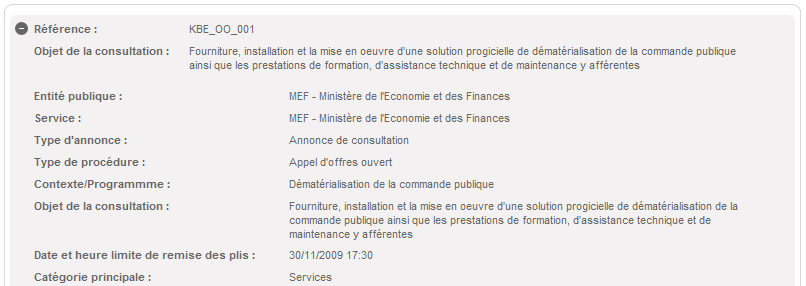 Référence : KBE_OO_001
Objet de la consultation : Fourniture, installation et la mise en oeuvre d'une solution progicielle de dématérialisation de la commande publique
ainsi que les prestations de formation, d'assistance technique et de maintenance y afférentes
Entité publique : MEF - Ministère de l'Economie et des Finances
Service : MEF - Ministère de l'Economie et des Finances
Type d'annonce : Annonce de consultation
Type de procédure : Appel d'offres ouvert
Contexte/Programmme : Dématérialisation de la commande publique
Objet de la consultation : Fourniture, installation et la mise en oeuvre d'une solution progicielle de dématérialisation de la
commande publique ainsi que les prestations de formation, d'assistance technique et de
maintenance y afférentes
Date et heure limite de remise des plis : 30/11/2009 17:30
Catégorie principale : Services